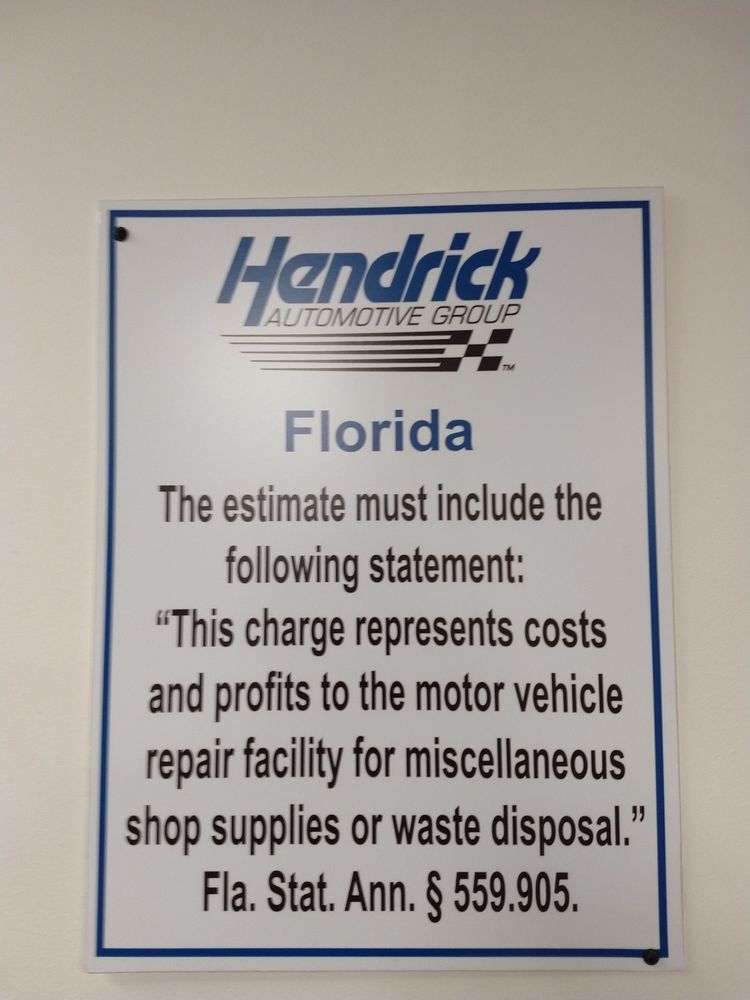 Hendrick
AUTOMOTIVE GROUP
TM
Florida
The estimate must include the
following statement:
“This charge represents costs
and profits to the motor vehicle
repair facility for miscellaneous
shop supplies or waste disposal.”
Fla. Stat. Ann. § 559.905.